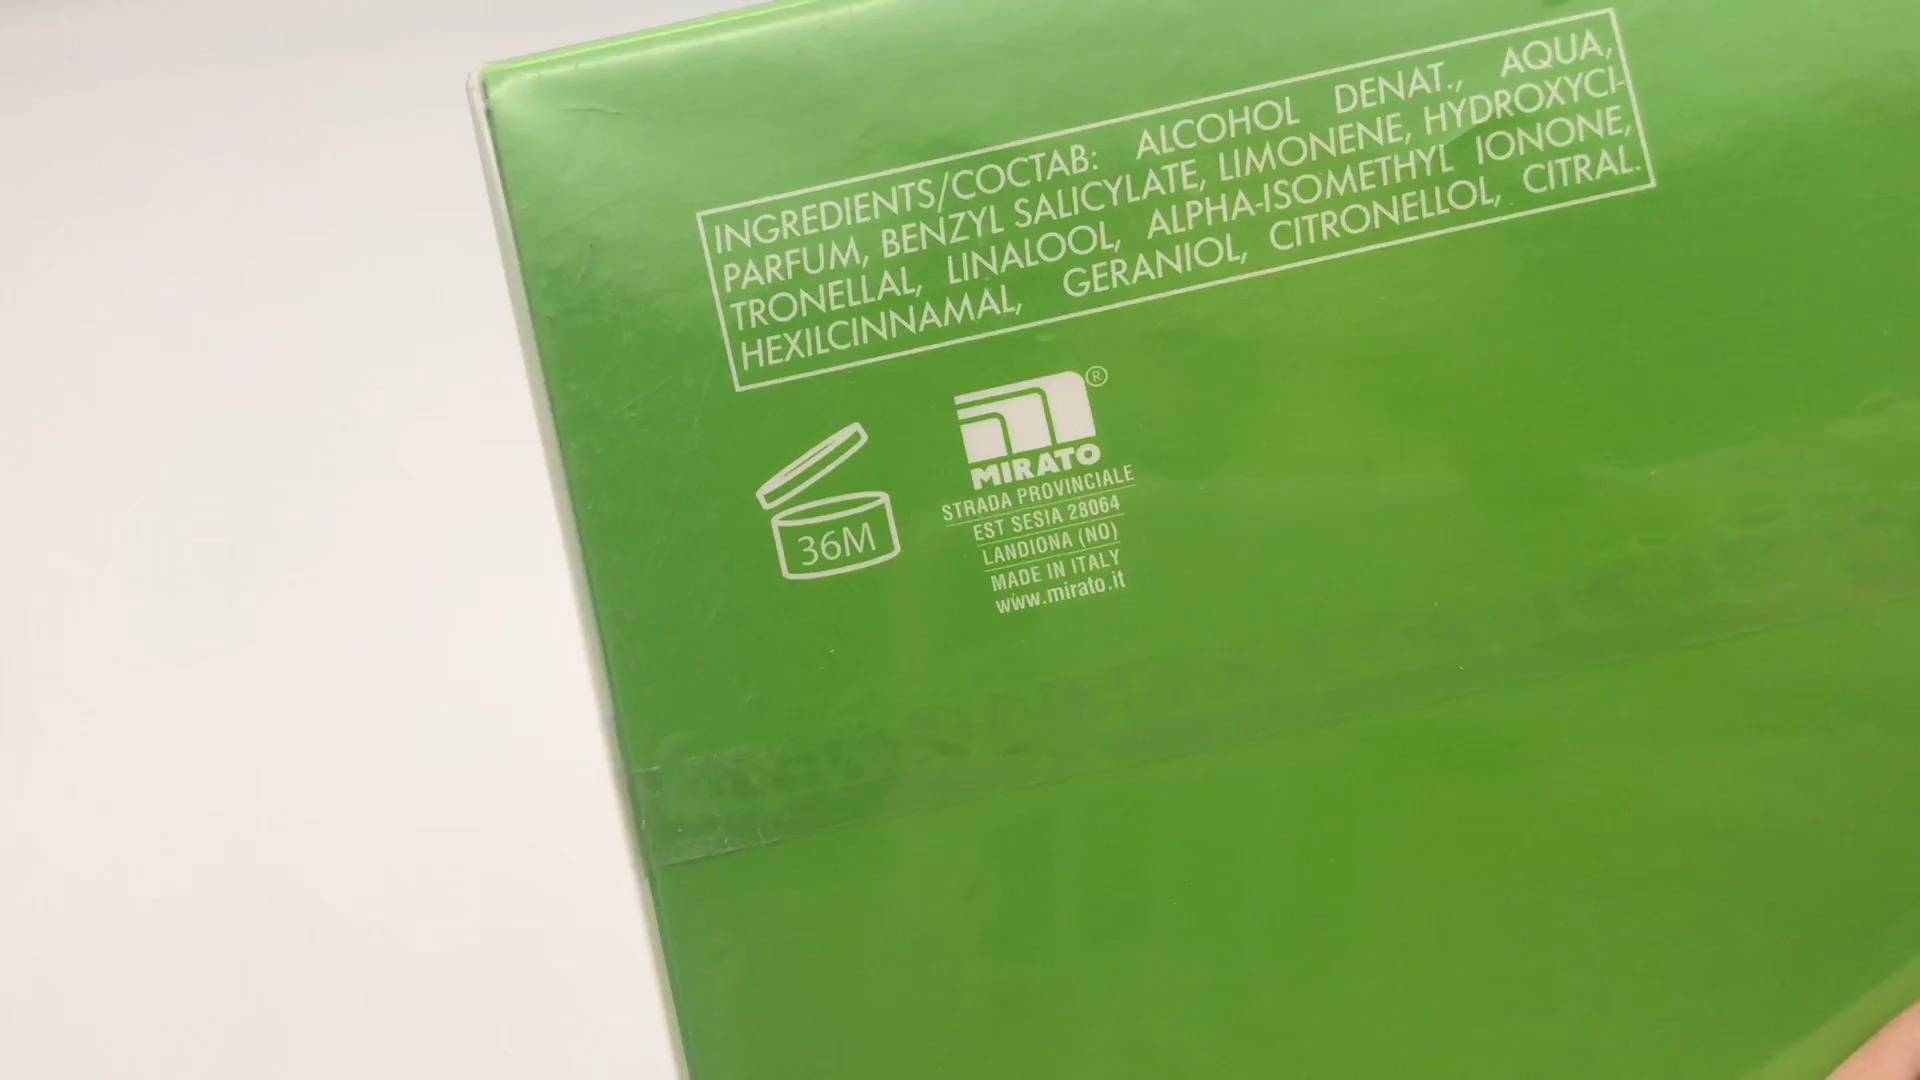 INGREDIENTS/COCTAB: ALCOHOL DENAT., AQUA,
PARFUM, BENZYL SALICYLATE, LIMONENE, HYDROXYCI-
TRONELLAL, LINALOOL, ALPHA-ISOMETHYL IONONE,
HEXILCINNAMAL, GERANIOL, CITRONELLOL, CITRAL.
36M
®
MIRATO
STRADA PROVINCIALE
EST SESIA 28064
LANDIONA (NO)
MADE IN ITALY
www.mirato.it